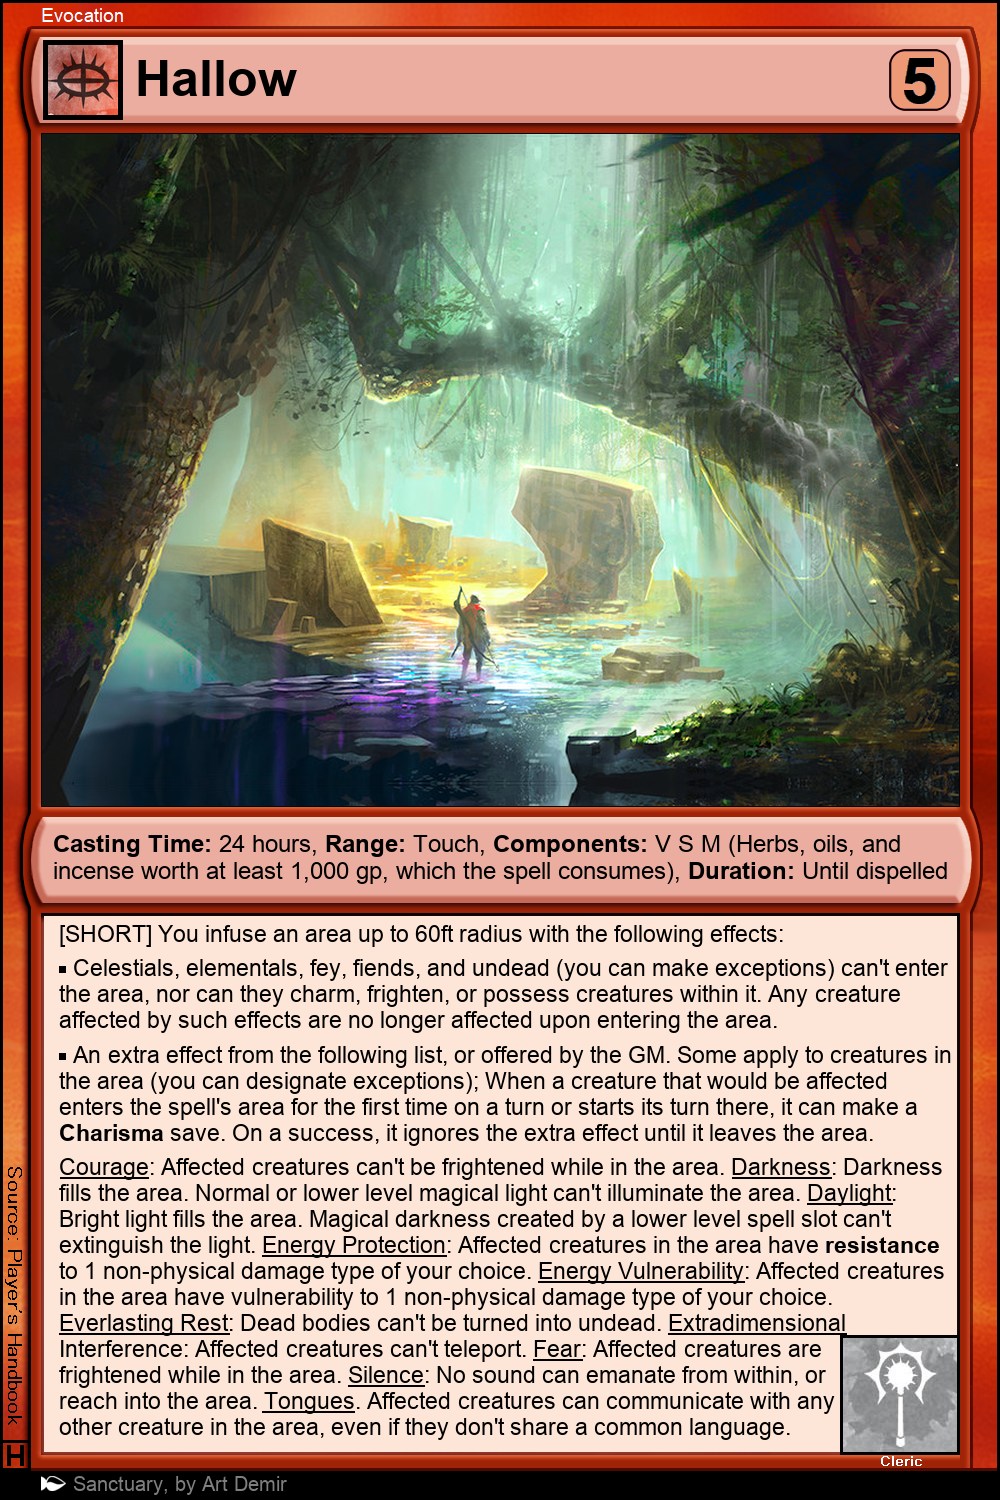 Evocation
Hallow
5
Casting Time: 24 hours, Range: Touch, Components: V S M (Herbs, oils, and
incense worth at least 1,000 gp, which the spell consumes), Duration: Until dispelled
[SHORT] You infuse an area up to 60ft radius with the following effects:
▪ Celestials, elementals, fey, fiends, and undead (you can make exceptions) can't enter
the area, nor can they charm, frighten, or possess creatures within it. Any creature
affected by such effects are no longer affected upon entering the area.
▪ An extra effect from the following list, or offered by the GM. Some apply to creatures in
the area (you can designate exceptions); When a creature that would be affected
enters the spell's area for the first time on a turn or starts its turn there, it can make a
Charisma save. On a success, it ignores the extra effect until it leaves the area.
Courage: Affected creatures can't be frightened while in the area. Darkness: Darkness
fills the area. Normal or lower level magical light can't illuminate the area. Daylight:
Bright light fills the area. Magical darkness created by a lower level spell slot can't
extinguish the light. Energy Protection: Affected creatures in the area have resistance
to 1 non-physical damage type of your choice. Energy Vulnerability: Affected creatures
in the area have vulnerability to 1 non-physical damage type of your choice.
Everlasting Rest: Dead bodies can't be turned into undead. Extradimensional
Interference: Affected creatures can't teleport. Fear: Affected creatures are
frightened while in the area. Silence: No sound can emanate from within, or
reach into the area. Tongues. Affected creatures can communicate with any
other creature in the area, even if they don't share a common language.
Cleric
Source: Player's Handbook
H
Sanctuary, by Art Demir